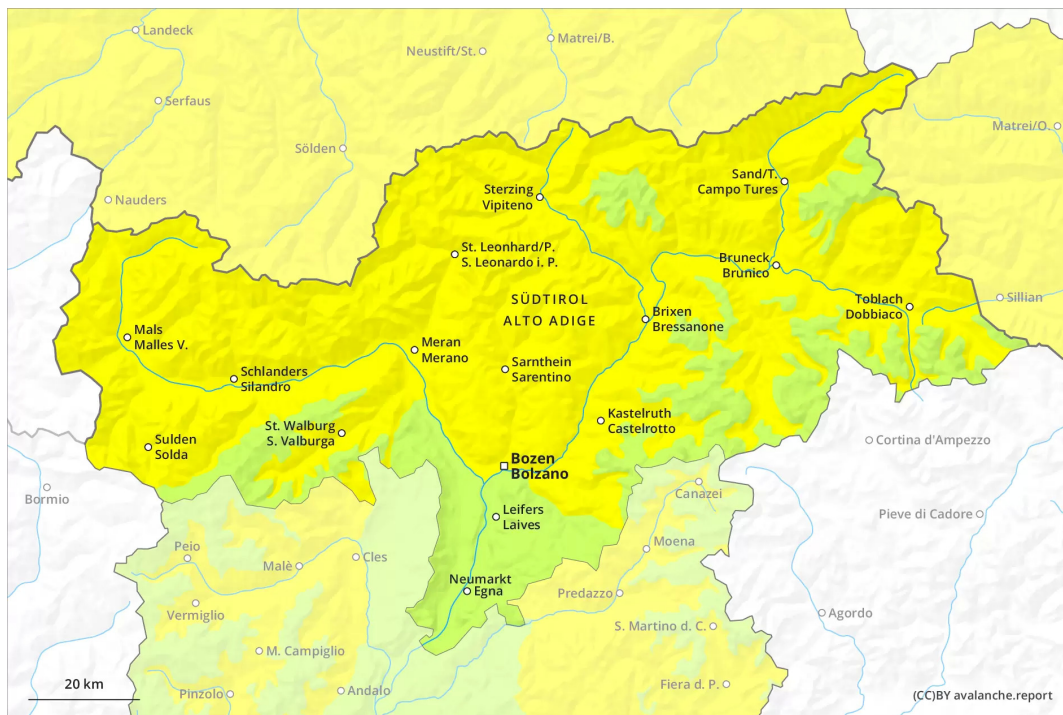 Landeck
Matrei/B.
Neustift/St.
Serfaus
Matrei/O.
Sölden
Sand/T.
Campo Tures
Sterzing
Vipiteno
Nauders
St. Leonhard/P.
S. Leonardo i. P.
Bruneck
Brunico
SÜDTIROL
ALTO ADIGE
Toblach
Dobbiaco
Sillian
Brixen
Bressanone
Mals
Malles V.
Meran
Merano
Schlanders
Silandro
Sarnthein
Sarentino
St. Walburg
S. Valburga
Kastelruth
Castelrotto
Sulden
Solda
Cortina d'Ampezzo
Bozen
Bolzano
Bormio
Canazei
Leifers
Laives
Pieve di Cadore
Moena
Peio
Cles
Malè
Neumarkt
Egna
Predazzo
Vermiglio
Agordo
S. Martino d. C.
M. Campiglio
20 km
Pinzolo
Andalo
Fiera d. P.
(CC)BY avalanche.report